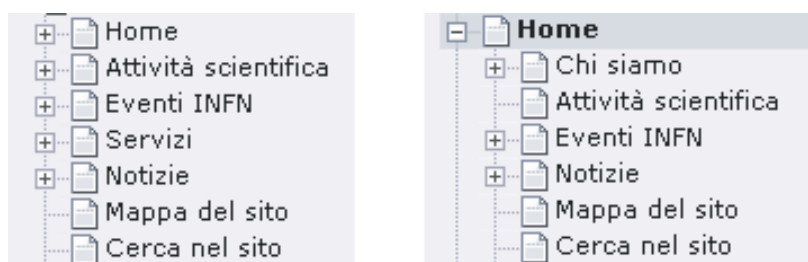 Home
Attività scientifica
Eventi INFN
Servizi
Notizie
Mappa del sito
Cerca nel sito
Home
Chi siamo
Attività scientifica
Eventi INFN
Notizie
Mappa del sito
Cerca nel sito